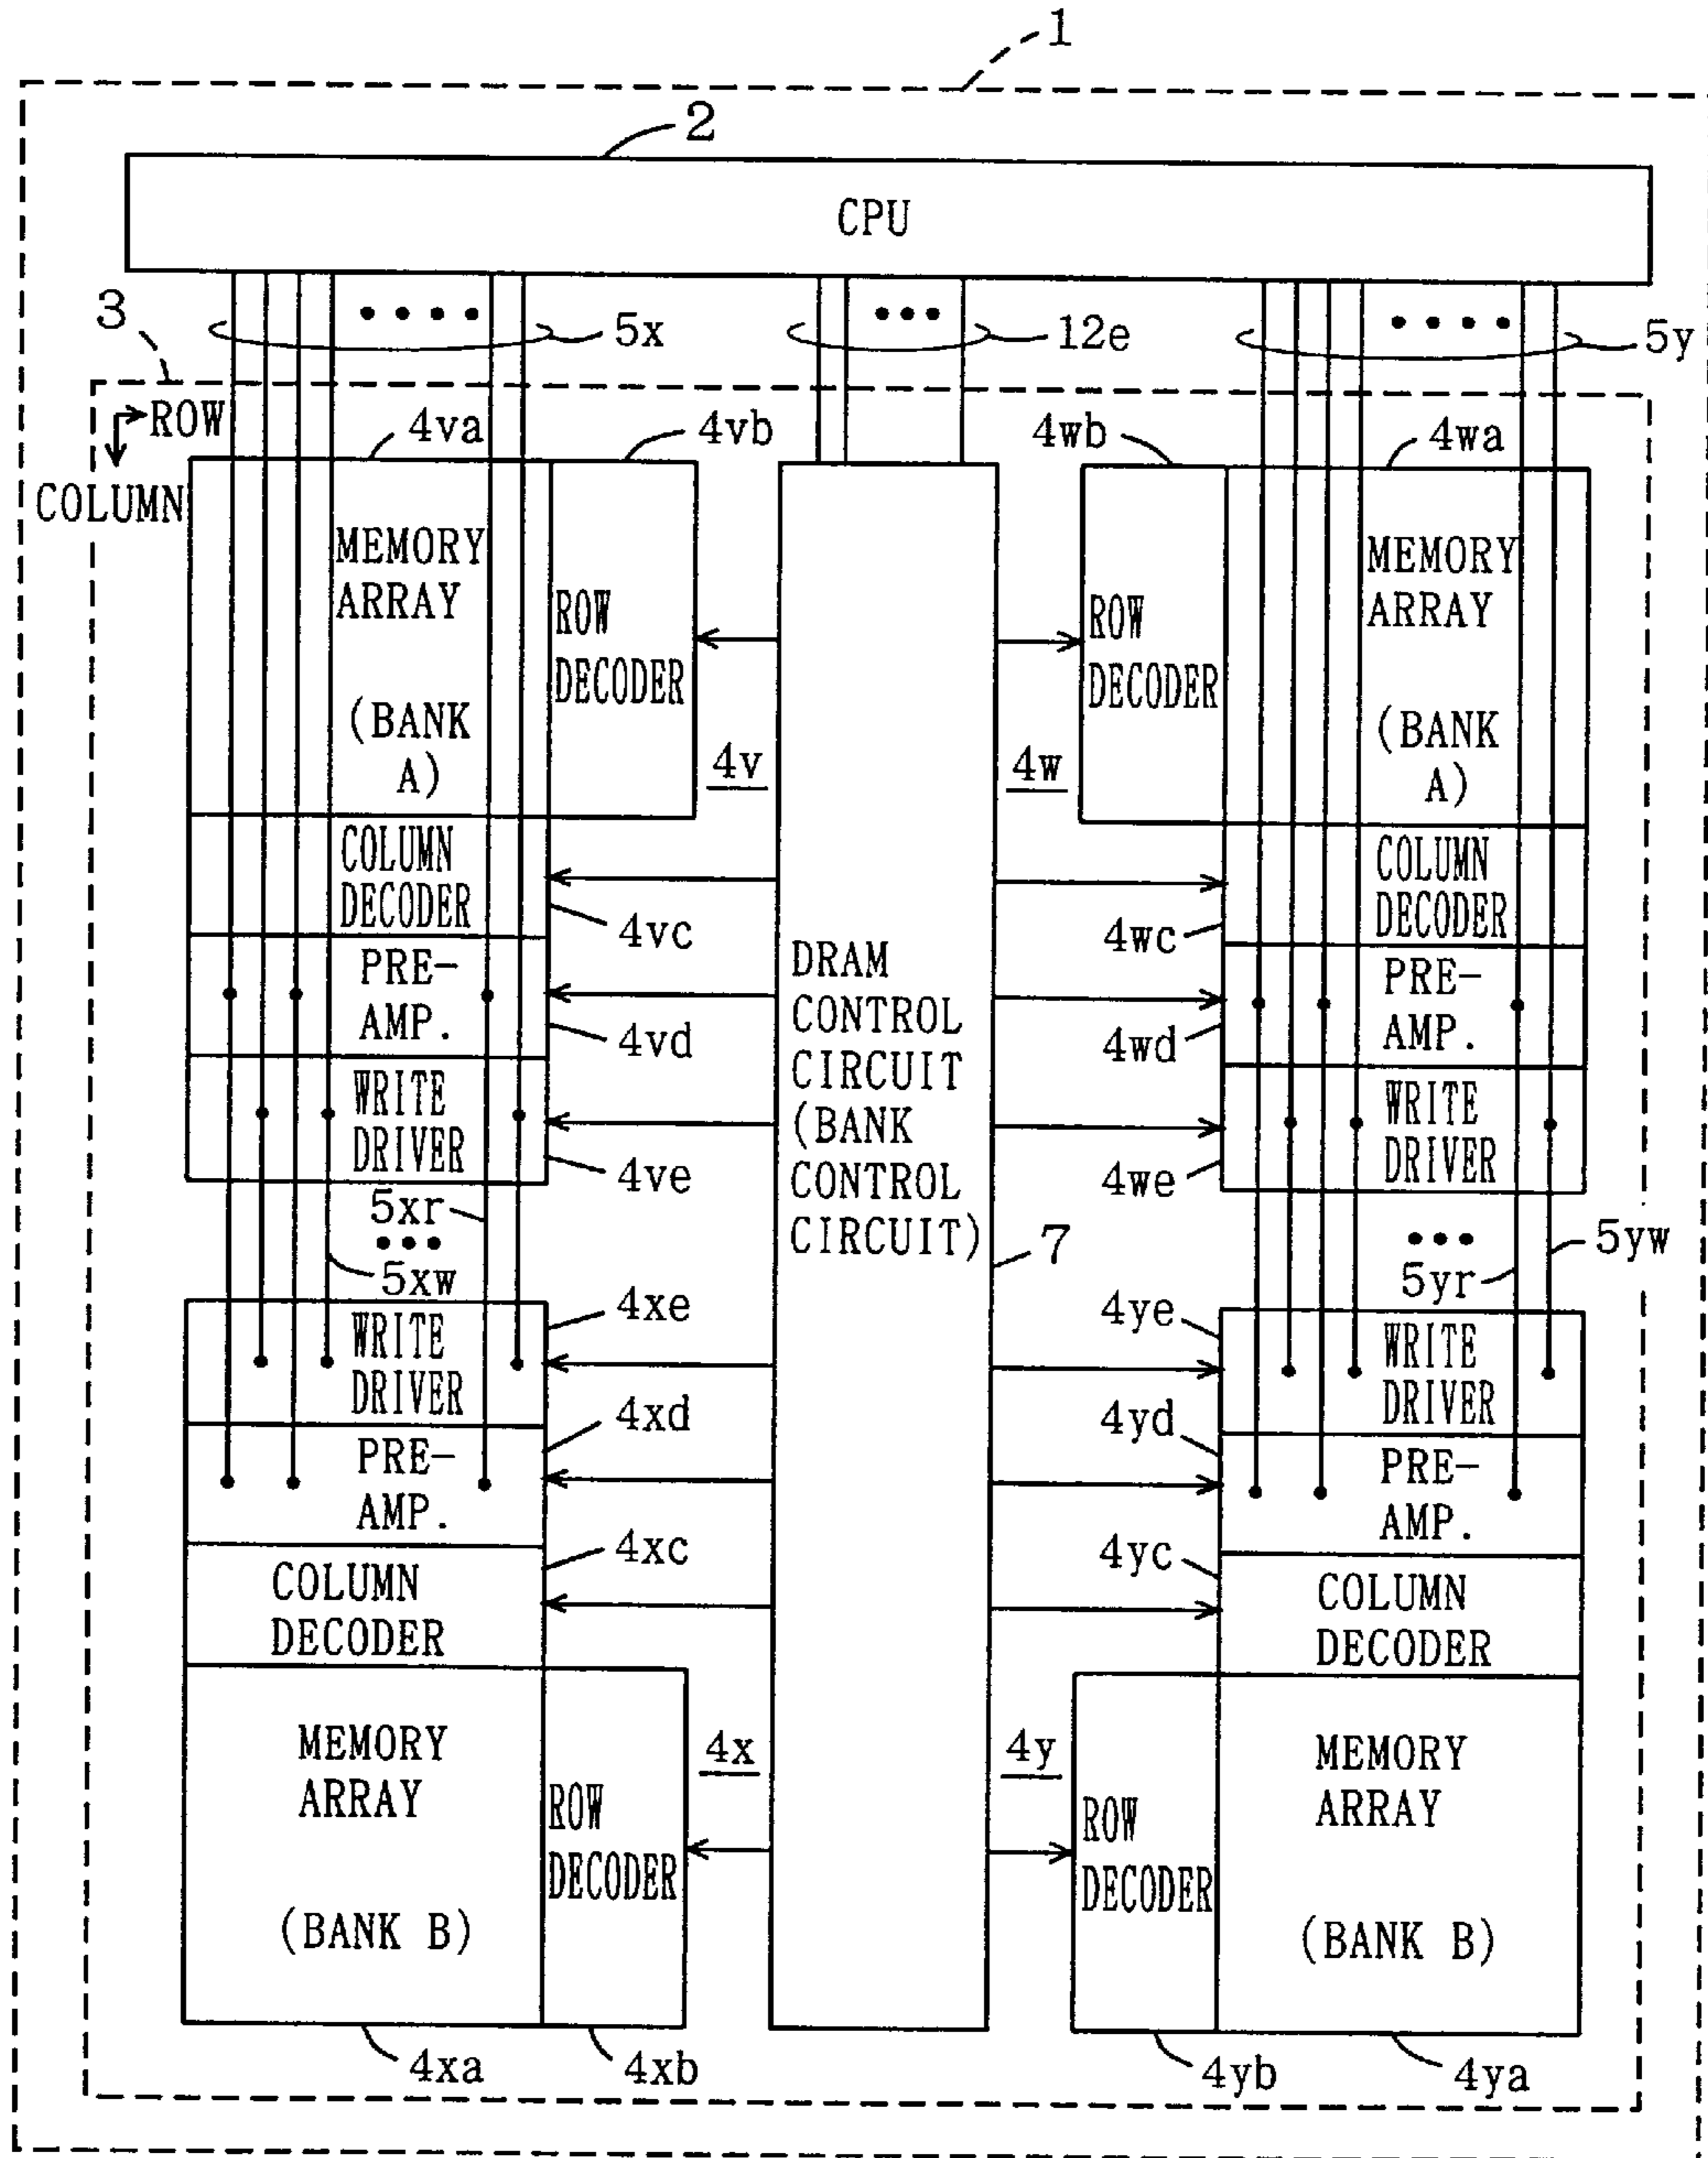 1
2
CPU
3
5x
12e
5y
ROW
COLUMN
4va
4vb
4wb
4wa
MEMORY
ARRAY
(BANK
A)
ROW
DECODER
4v
4w
ROW
DECODER
MEMORY
ARRAY
(BANK
A)
COLUMN
DECODER
4vc
PRE-
AMP.
4vd
WRITE
DRIVER
4ve
DRAM
CONTROL
CIRCUIT
(BANK
CONTROL
CIRCUIT)
7
4wc
COLUMN
DECODER
4wd
PRE-
AMP.
4we
WRITE
DRIVER
5xr
•••
5xw
•••
5yr
5yw
4xe
WRITE
DRIVER
4xd
PRE-
AMP.
4xc
COLUMN
DECODER
4ye
WRITE
DRIVER
4yd
PRE-
AMP.
4yc
COLUMN
DECODER
MEMORY
ARRAY
(BANK B)
ROW
DECODER
4x
4y
ROW
DECODER
MEMORY
ARRAY
(BANK B)
4xa
4xb
4yb
4ya